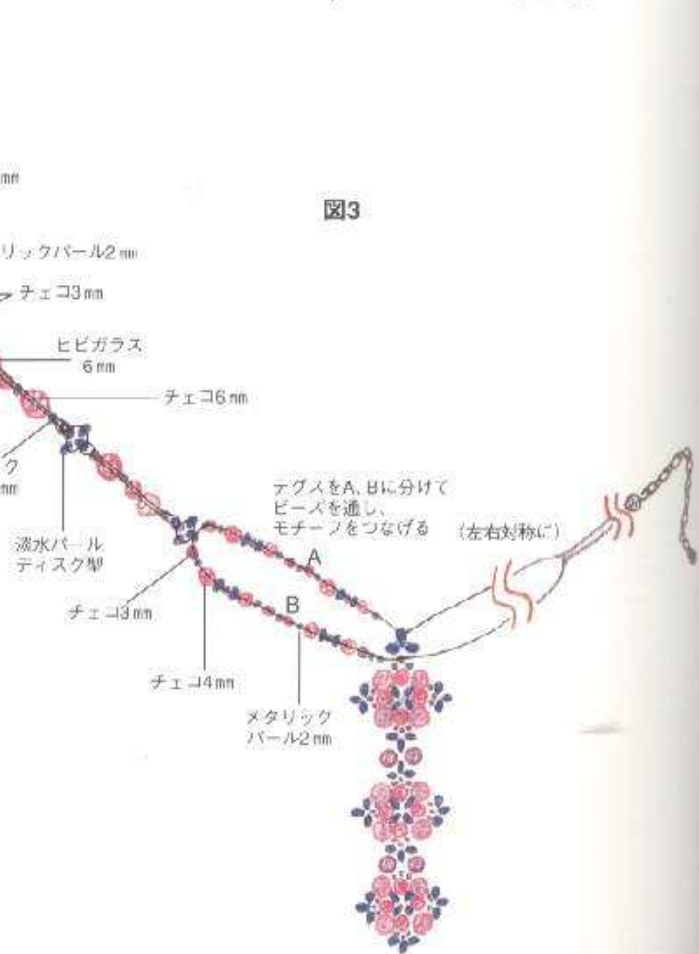 mm
図3
リックパール2mm
チェコ3mm
ヒビガラス
6mm
チェコ6mm
ク
mm
テグスをA、Bに分けて
ビーズを通し、
モチーフをつなげる
(左右対称に)
淡水パール
ディスク型
A
チェコ3mm
B
チェコ4mm
メタリック
パール2mm